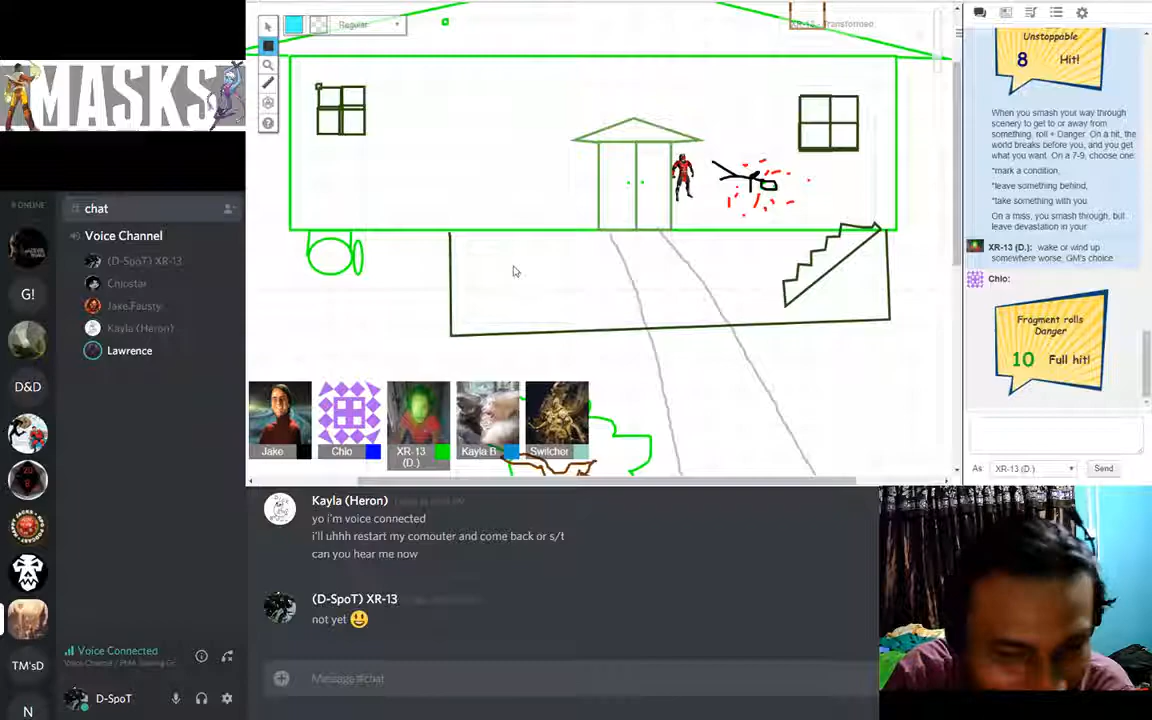 MASKS
8 ONLINE
G!
D&D
TM'sD
N
chat
Voice Channel
(D-SpoT) XR-13
Chiostar
Jake.Fausty
Kayla (Heron)
Lawrence
Voice Connected
D-SpoT
Regular
XR-13 - Transformed
Jake
Chio
XR-13
(D.)
Kayla B
Switcher
Kayla (Heron)
yo i'm voice connected
i'll uhhh restart my comouter and come back or s/t
can you hear me now
(D-SpoT) XR-13
not yet
Message #chat
Unstoppable
8 Hit!
When you smash your way through
scenery to get to or away from
something, roll + Danger. On a hit, the
world breaks before you, and you get
what you want. On a 7-9, choose one:
*mark a condition,
*leave something behind,
*take something with you.
On a miss, you smash through, but
leave devastation in your
XR-13 (D.): wake or wind up
somewhere worse, GM's choice
Chio:
Fragment rolls
Danger
10 Full hit!
As: XR-13 (D.) Send